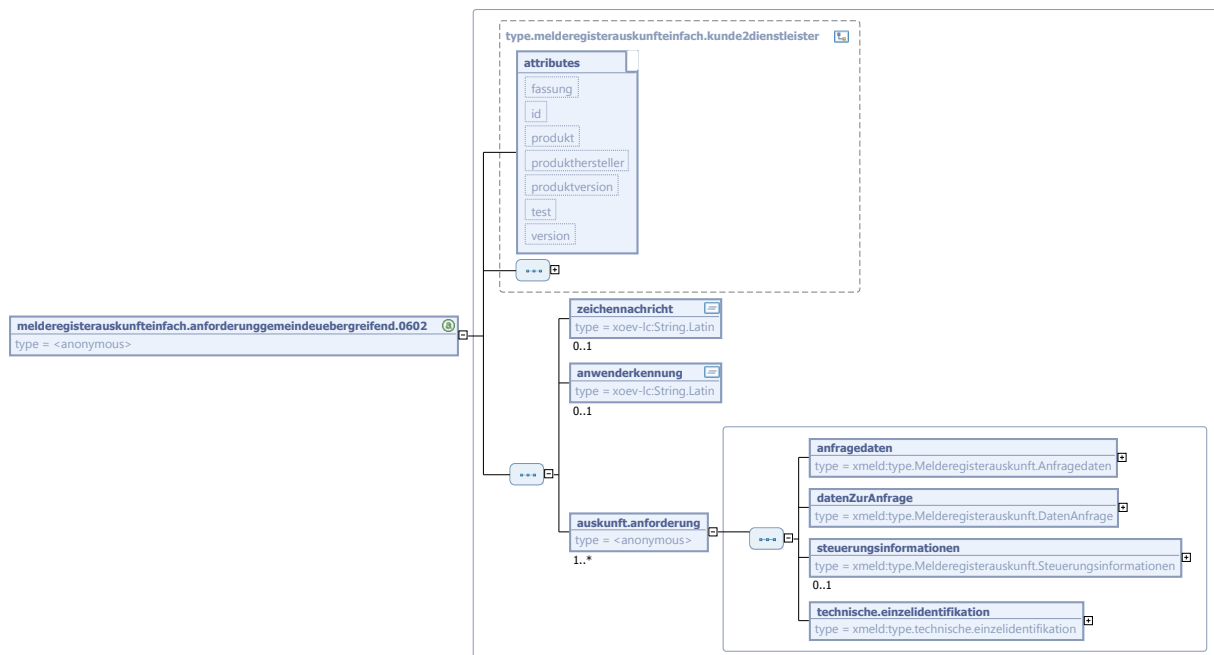 type.melderegisterauskunfteinfach.kunde2dienstleister
attributes
fassung
id
produkt
produkthersteller
produktversion
test
version
melderegisterauskunfteinfach.anforderunggemeindeuebergreifend.0602
a
type = <anonymous>
zeichennachricht
type = xoev-lc:String.Latin
0..1
anwenderkennung
type = xoev-lc:String.Latin
0..1
auskunft.anforderung
type = <anonymous>
1..*
anfragedaten
type = xmeld:type.Melderegisterauskunft.Anfragedaten
datenZurAnfrage
type = xmeld:type.Melderegisterauskunft.DatenAnfrage
steuerungsinformationen
type = xmeld:type.Melderegisterauskunft.Steuerungsinformationen
0..1
technische.einzelidentifikation
type = xmeld:type.technische.einzelidentifikation